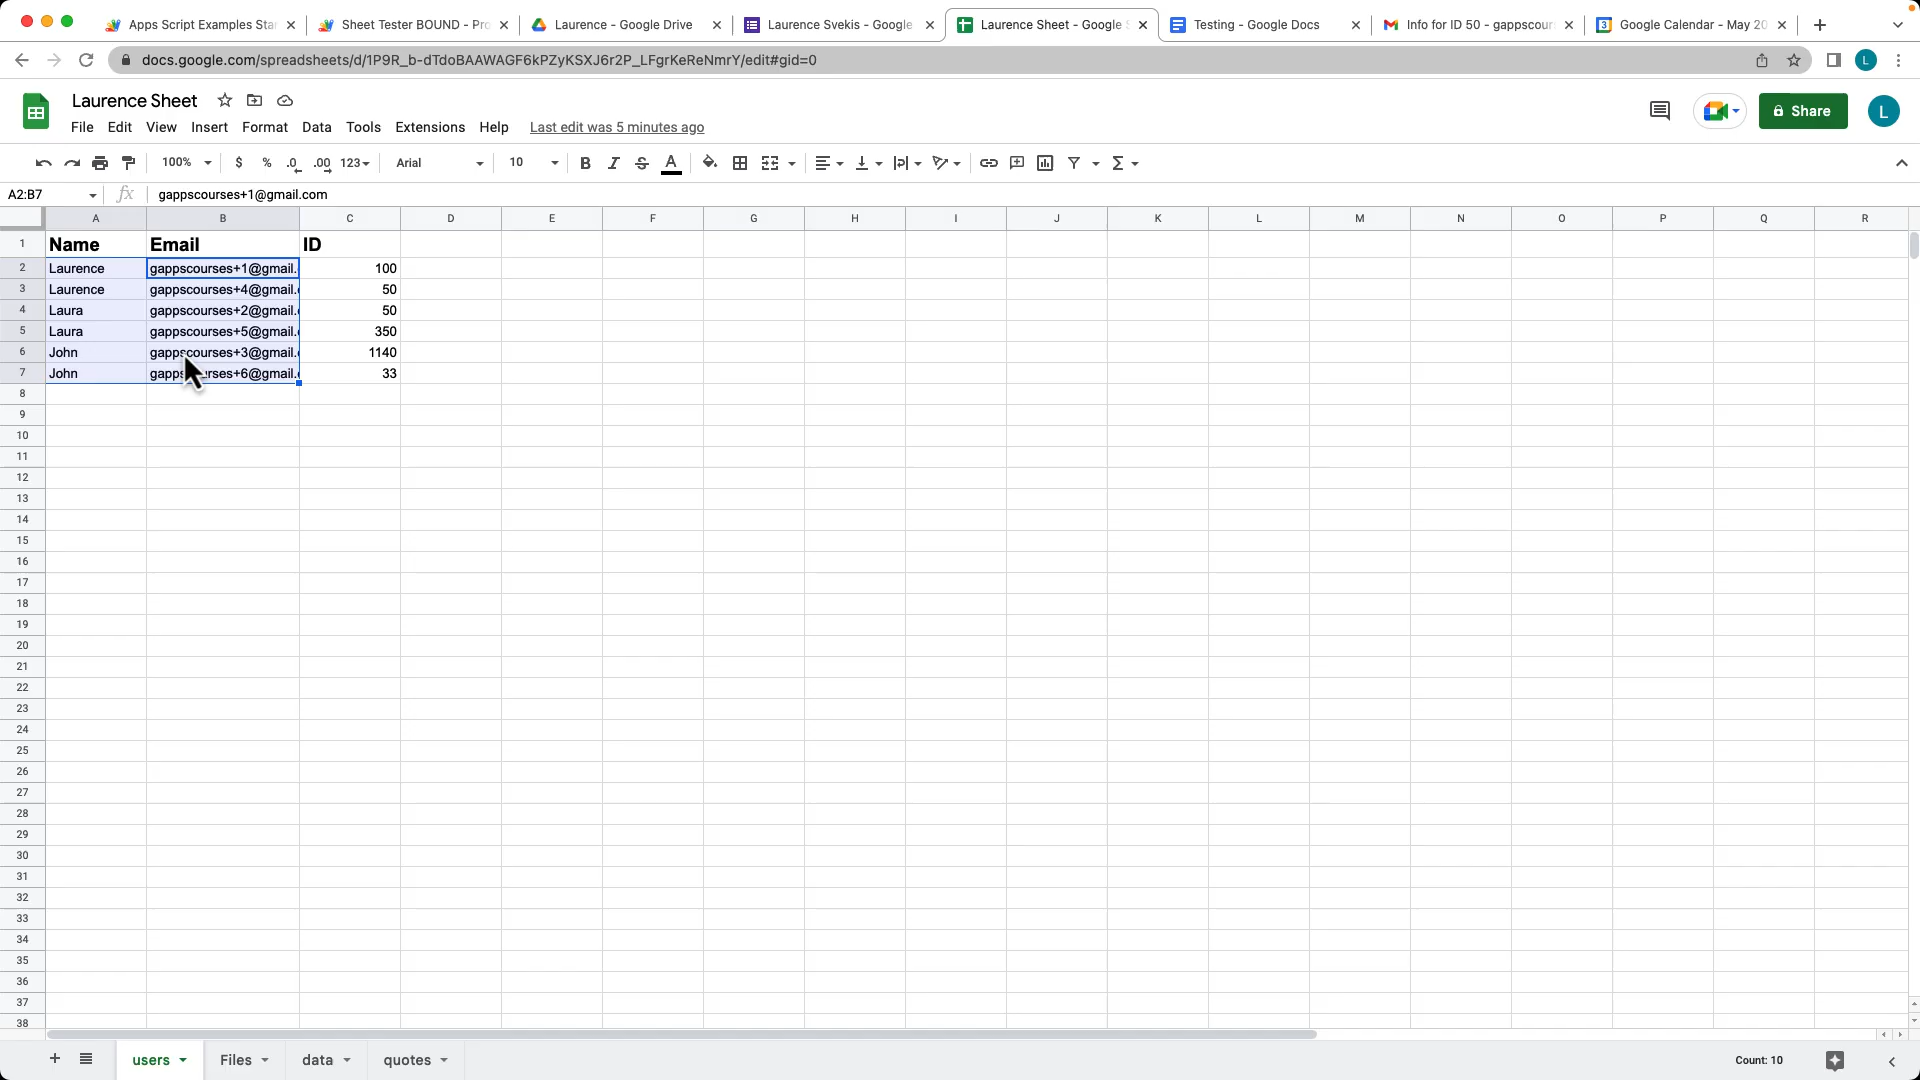 Apps Script Examples Sta
Sheet Tester BOUND - Pro
Laurence - Google Drive
Laurence Svekis - Google
Laurence Sheet - Google S
Testing - Google Docs
Info for ID 50 - gappscour
Google Calendar - May 20
docs.google.com/spreadsheets/d/1P9R_b-dTdoBAAWAGF6kPZyKSXJ6r2P_LFgrKeReNmrY/edit#gid=0
L
Laurence Sheet
File Edit View Insert Format Data Tools Extensions Help Last edit was 5 minutes ago
Share
L
100% $ % .0 .00 123 Arial 10 B I S A
A2:B7 fx gappscourses+1@gmail.com
A B C D E F G H I J K L M N O P Q R
1 Name Email ID
2 Laurence gappscourses+1@gmail. 100
3 Laurence gappscourses+4@gmail. 50
4 Laura gappscourses+2@gmail. 50
5 Laura gappscourses+5@gmail. 350
6 John gappscourses+3@gmail. 1140
7 John gappscourses+6@gmail. 33
8
9
10
11
12
13
14
15
16
17
18
19
20
21
22
23
24
25
26
27
28
29
30
31
32
33
34
35
36
37
38
users Files data quotes Count: 10